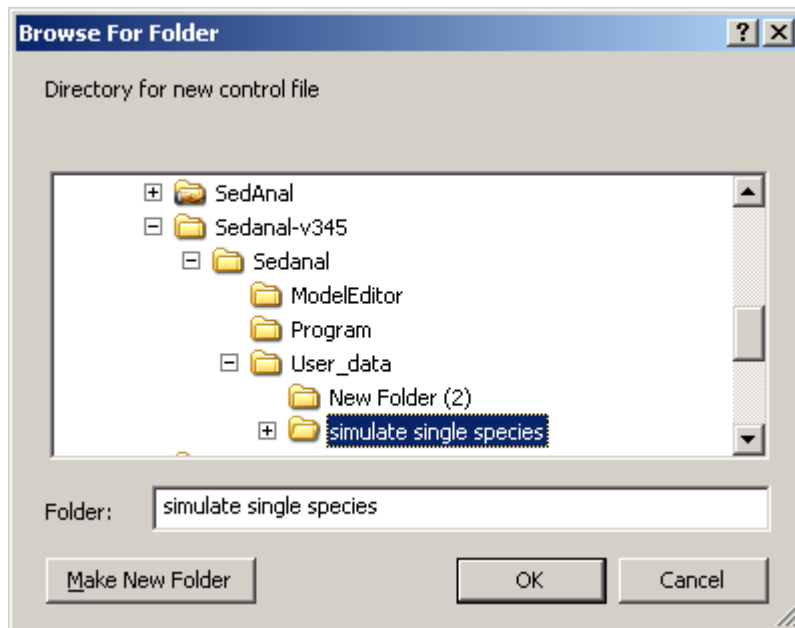 Browse For Folder
Directory for new control file
SedAnal
Sedanal-v345
Sedanal
ModelEditor
Program
User_data
New Folder (2)
simulate single species
Folder: simulate single species
Make New Folder OK Cancel